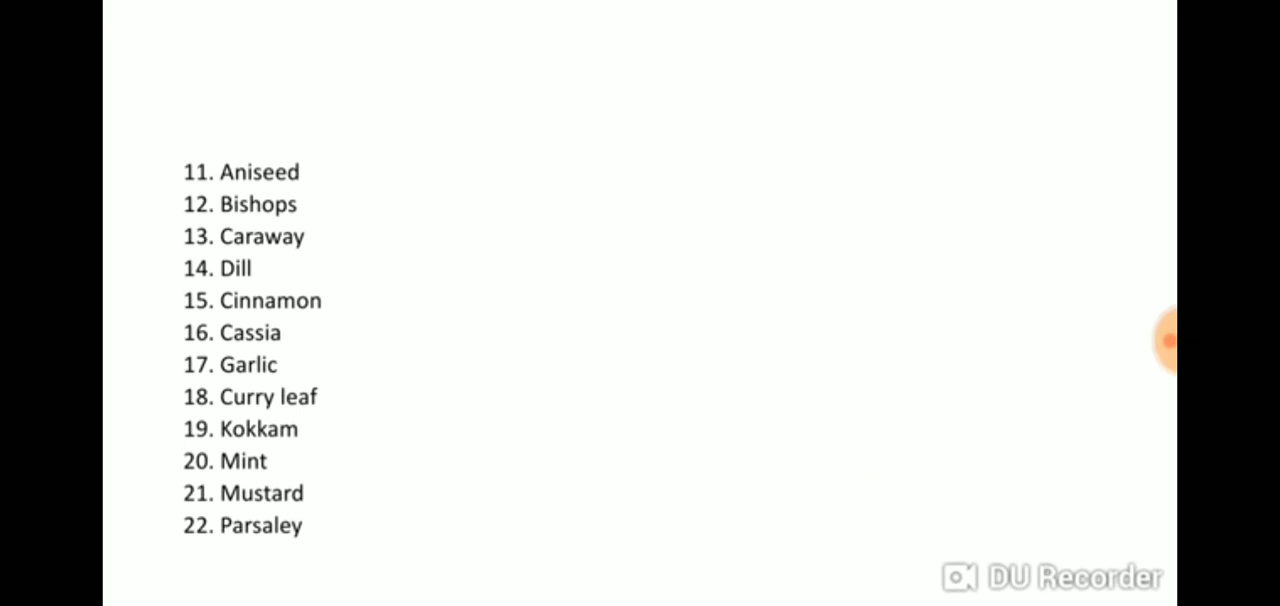 11. Aniseed
12. Bishops
13. Caraway
14. Dill
15. Cinnamon
16. Cassia
17. Garlic
18. Curry leaf
19. Kokkam
20. Mint
21. Mustard
22. Parsaley
DU Recorder